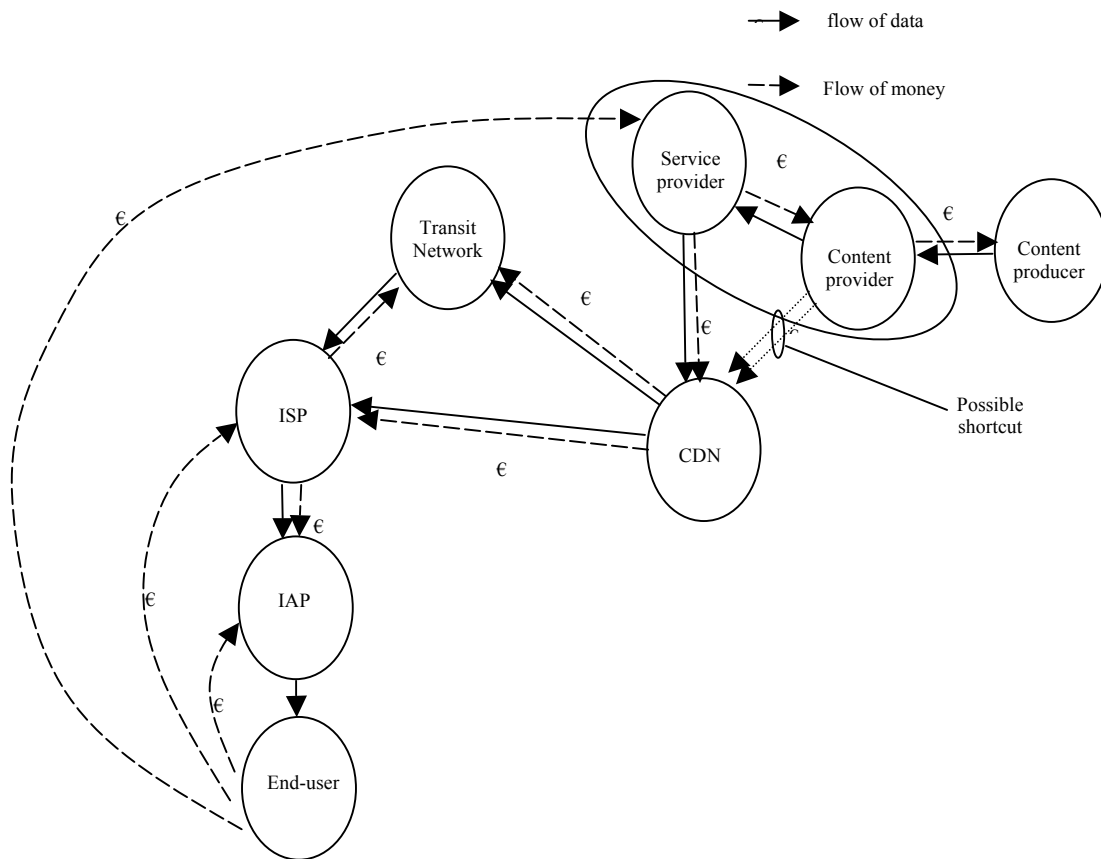 flow of data
Flow of money
Service
provider
€
€
€
Transit
Network
Content
provider
Content
producer
€
€
€
ISP
Possible
shortcut
CDN
€
€
IAP
€
€
End-user